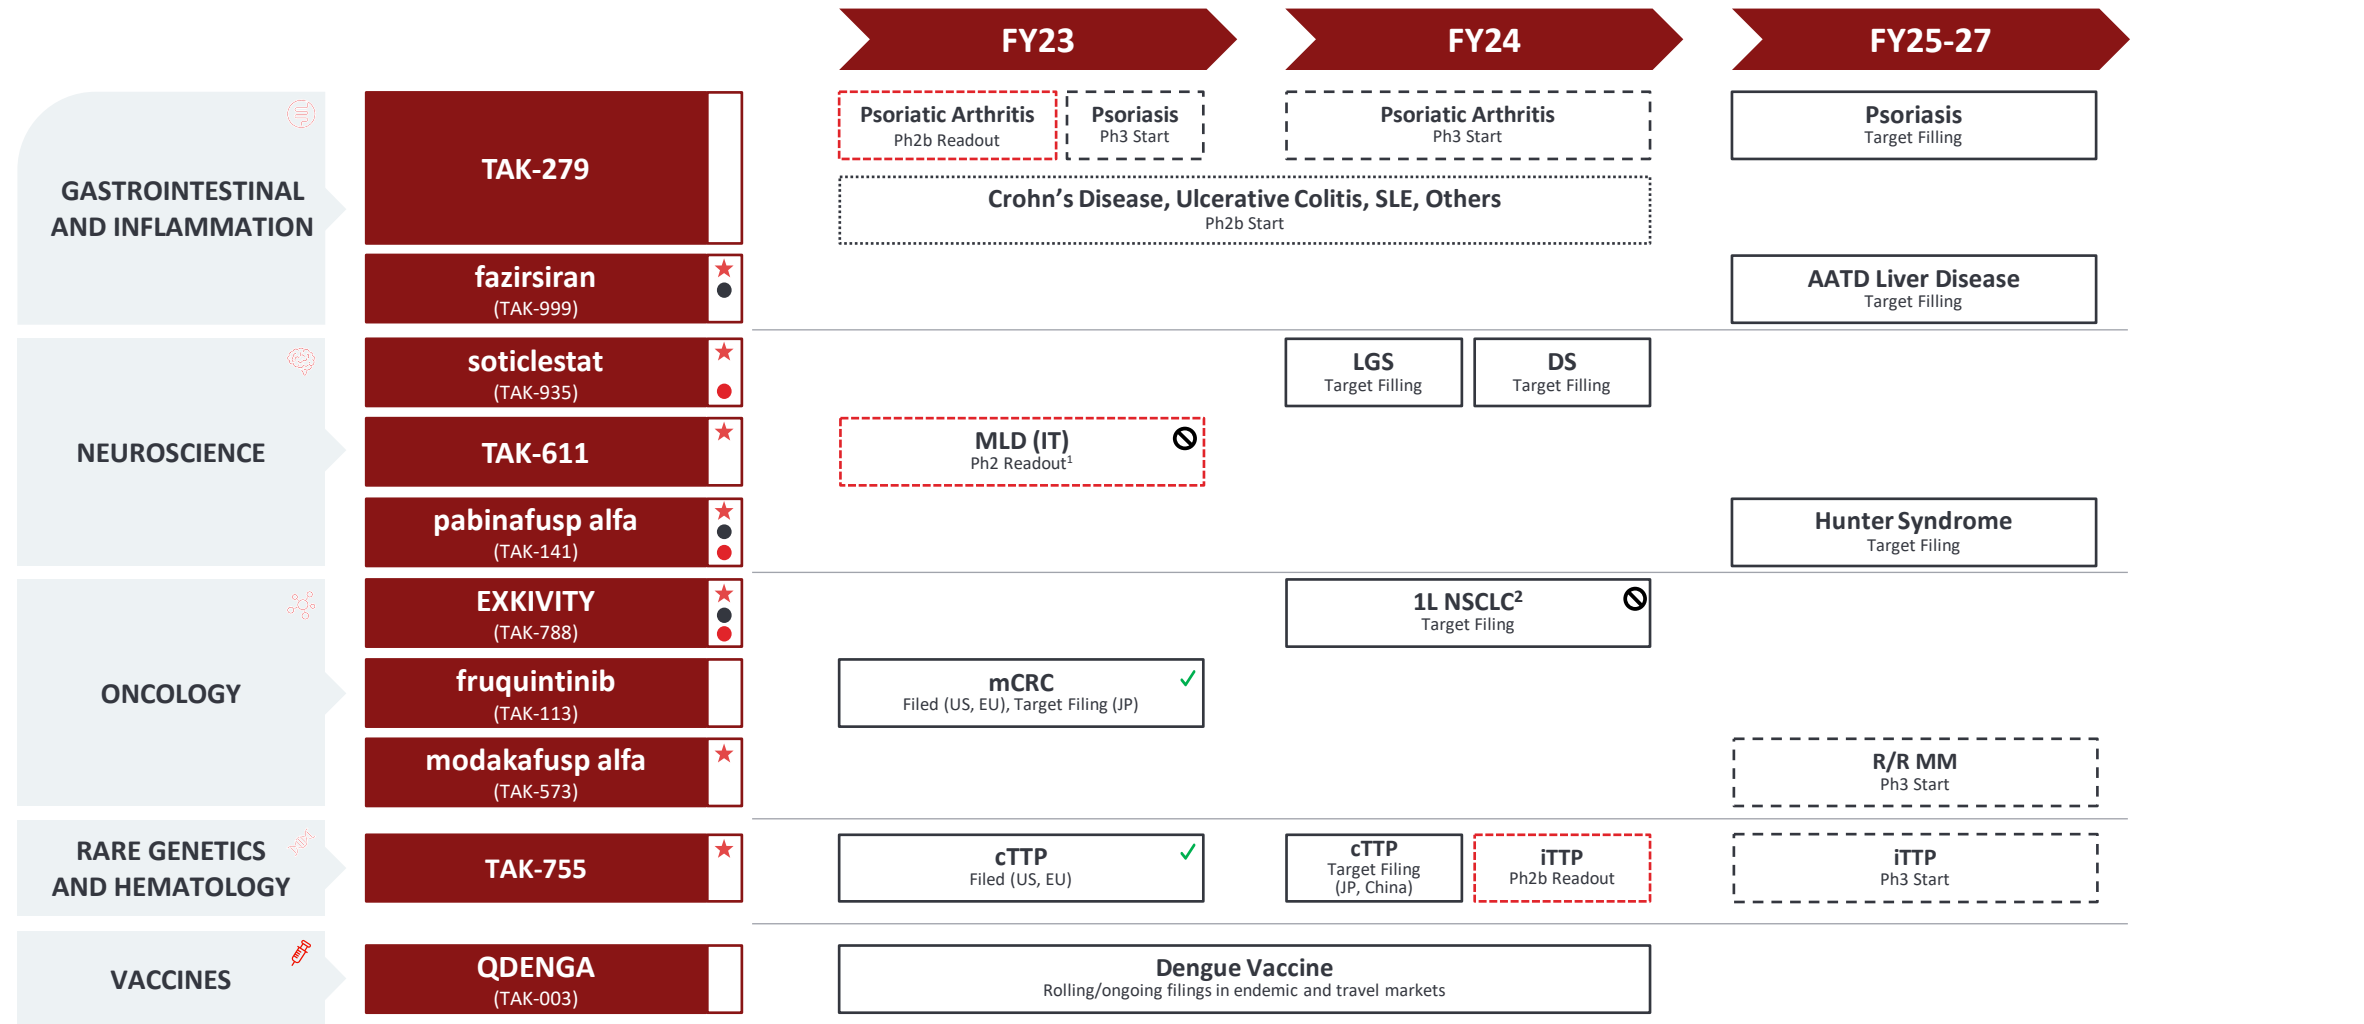 FY23
FY24
FY25-27
GASTROINTESTINAL
AND INFLAMMATION
TAK-279
Psoriatic Arthritis
Ph2b Readout
Psoriasis
Ph3 Start
Psoriatic Arthritis
Ph3 Start
Psoriasis
Target Filling
Crohn’s Disease, Ulcerative Colitis, SLE, Others
Ph2b Start
fazirsiran
(TAK-999)
AATD Liver Disease
Target Filling
NEUROSCIENCE
soticlestat
(TAK-935)
LGS
Target Filling
DS
Target Filling
TAK-611
MLD (IT)
Ph2 Readout¹
pabinafusp alfa
(TAK-141)
Hunter Syndrome
Target Filing
ONCOLOGY
EXKIVITY
(TAK-788)
1L NSCLC²
Target Filing
fruquintinib
(TAK-113)
mCRC
Filed (US, EU), Target Filing (JP)
modakafusp alfa
(TAK-573)
R/R MM
Ph3 Start
RARE GENETICS
AND HEMATOLOGY
TAK-755
cTTP
Filed (US, EU)
cTTP
Target Filing
(JP, China)
iTTP
Ph2b Readout
iTTP
Ph3 Start
VACCINES
QDENGA
(TAK-003)
Dengue Vaccine
Rolling/ongoing filings in endemic and travel markets